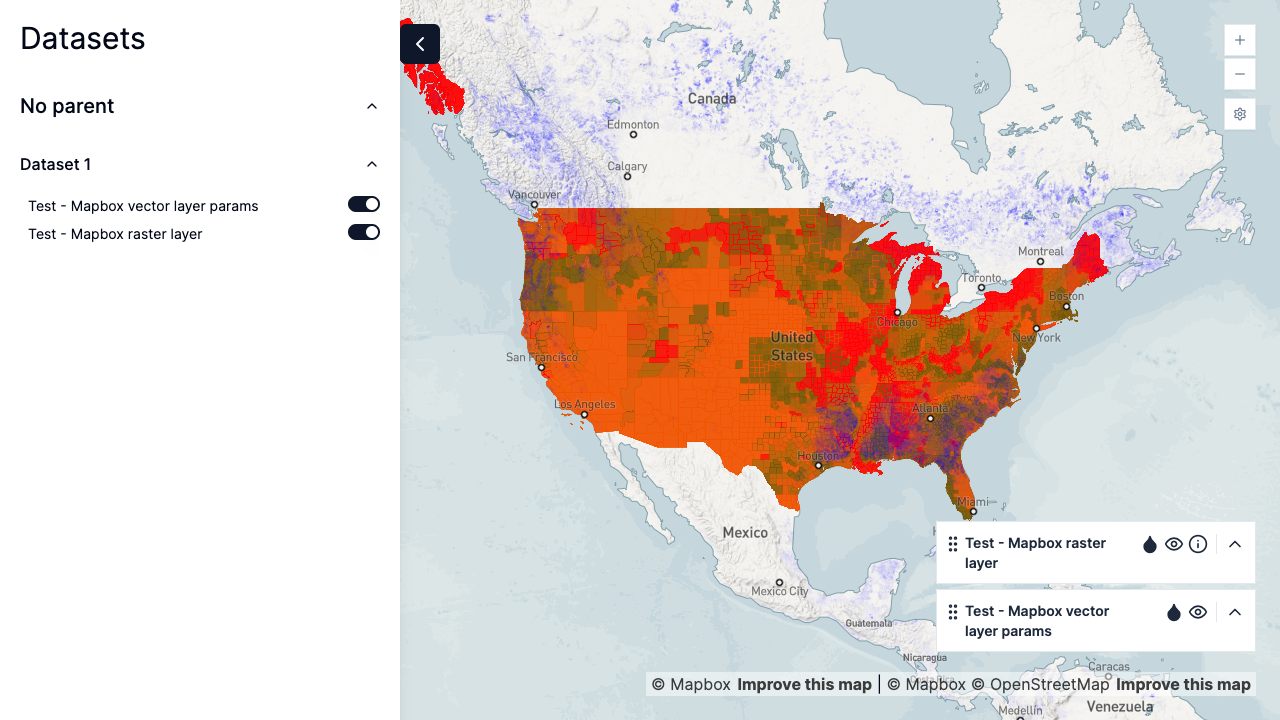 Datasets
No parent
Dataset 1
Test - Mapbox vector layer params
Test - Mapbox raster layer
Canada
Edmonton
Calgary
Vancouver
Montreal
Toronto
Boston
Chicago
New York
United
States
San Francisco
Los Angeles
Atlanta
Houston
Miami
Mexico
Mexico City
Guatemala
Nicaragua
Costa Rica
Caracas
Medellín
Venezuela
Test - Mapbox raster
layer
Test - Mapbox vector
layer params
© Mapbox Improve this map | © Mapbox © OpenStreetMap Improve this map